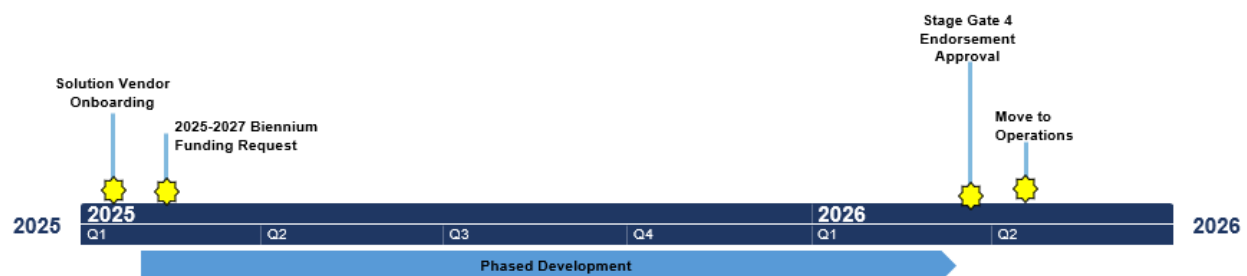 Stage Gate 4
Endorsement
Approval
Solution Vendor
Onboarding
2025-2027 Biennium
Funding Request
Move to
Operations
2025
2025
2026
2026
Q1
Q2
Q3
Q4
Q1
Q2
Phased Development